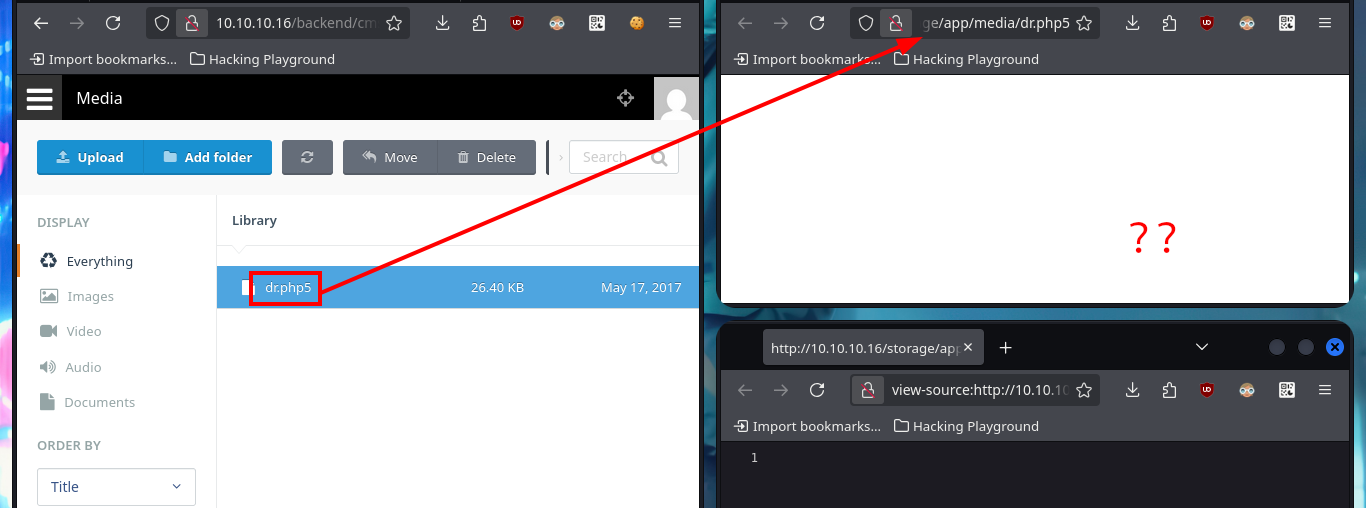 10.10.10.16/backend/cm
Import bookmarks...
Hacking Playground
Media
Upload
Add folder
Move
Delete
Search
DISPLAY
Everything
Images
Video
Audio
Documents
ORDER BY
Title
Library
dr.php5
26.40 KB
May 17, 2017
ge/app/media/dr.php5
Import bookmarks...
Hacking Playground
??
http://10.10.10.16/storage/app
view-source:http://10.10.10
Import bookmarks...
Hacking Playground
1